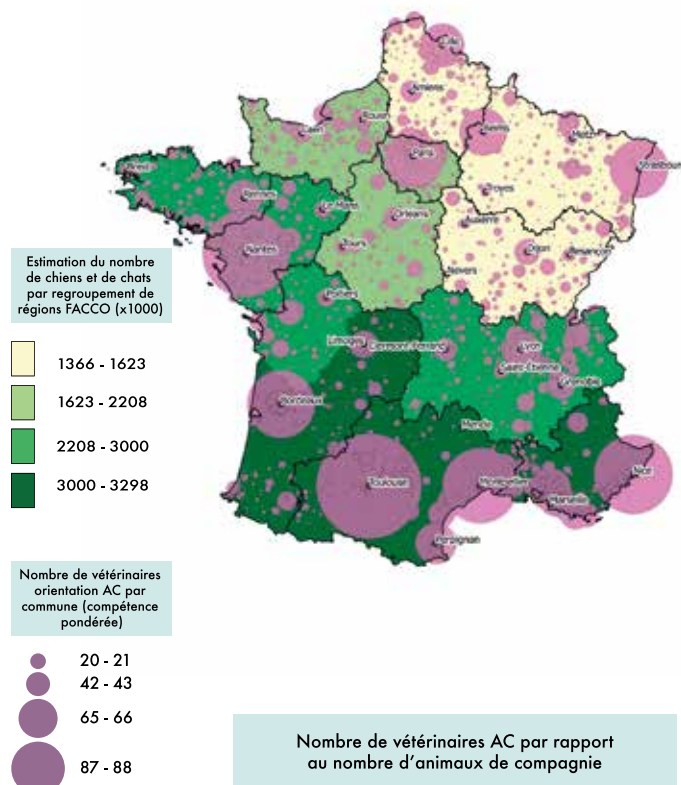 Lille
Amiens
Rouen
Caen
Reims
Metz
Paris
Strasbourg
Brest
Troyes
Rennes
Le Mans
Orléans
Auxerre
Nantes
Tours
Dijon
Besançon
Nevers
Estimation du nombre
de chiens et de chats
par regroupement de
régions FACCO (x1000)
Poitiers
1366 - 1623
Limoges
Clermont-Ferrand
Lyon
Saint-Étienne
Grenoble
1623 - 2208
Bordeaux
2208 - 3000
Mende
3000 - 3298
Toulouse
Montpellier
Nice
Marseille
Perpignan
Nombre de vétérinaires
orientation AC par
commune (compétence
pondérée)
20 - 21
42 - 43
65 - 66
87 - 88
Nombre de vétérinaires AC par rapport
au nombre d’animaux de compagnie